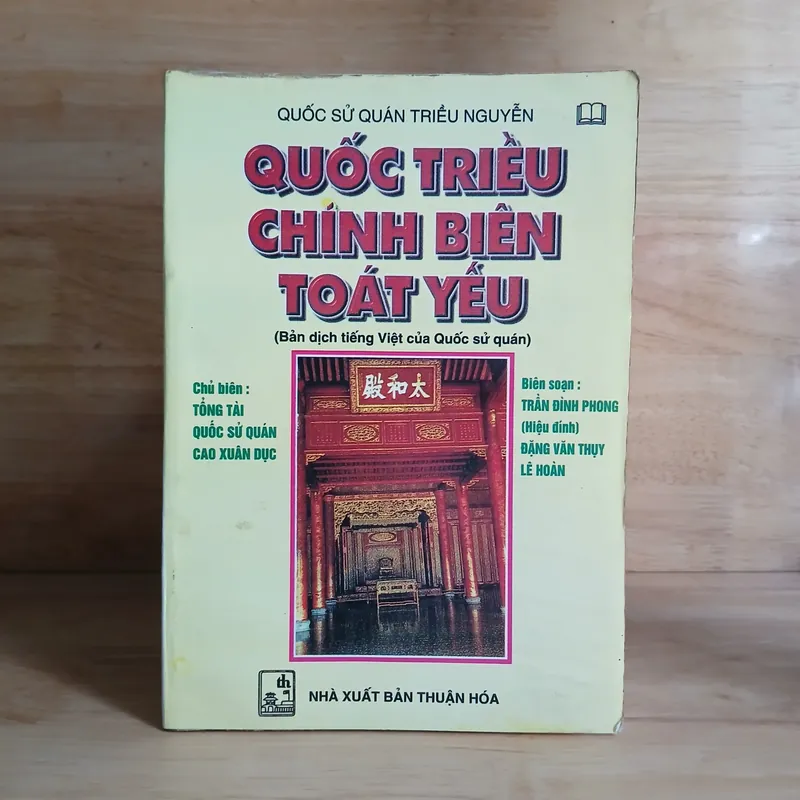 QUỐC SỬ QUÁN TRIỀU NGUYỄN
QUỐC TRIỀU
CHÍNH BIÊN
TOÁT YẾU
(Bản dịch tiếng Việt của Quốc sử quán)
Chủ biên :
TỔNG TÀI
QUỐC SỬ QUÁN
CAO XUÂN DỤC
Biên soạn :
TRẦN ĐÌNH PHONG
(Hiệu đính)
ĐẶNG VĂN THỤY
LÊ HOÀN
殿和太
th
NHÀ XUẤT BẢN THUẬN HÓA